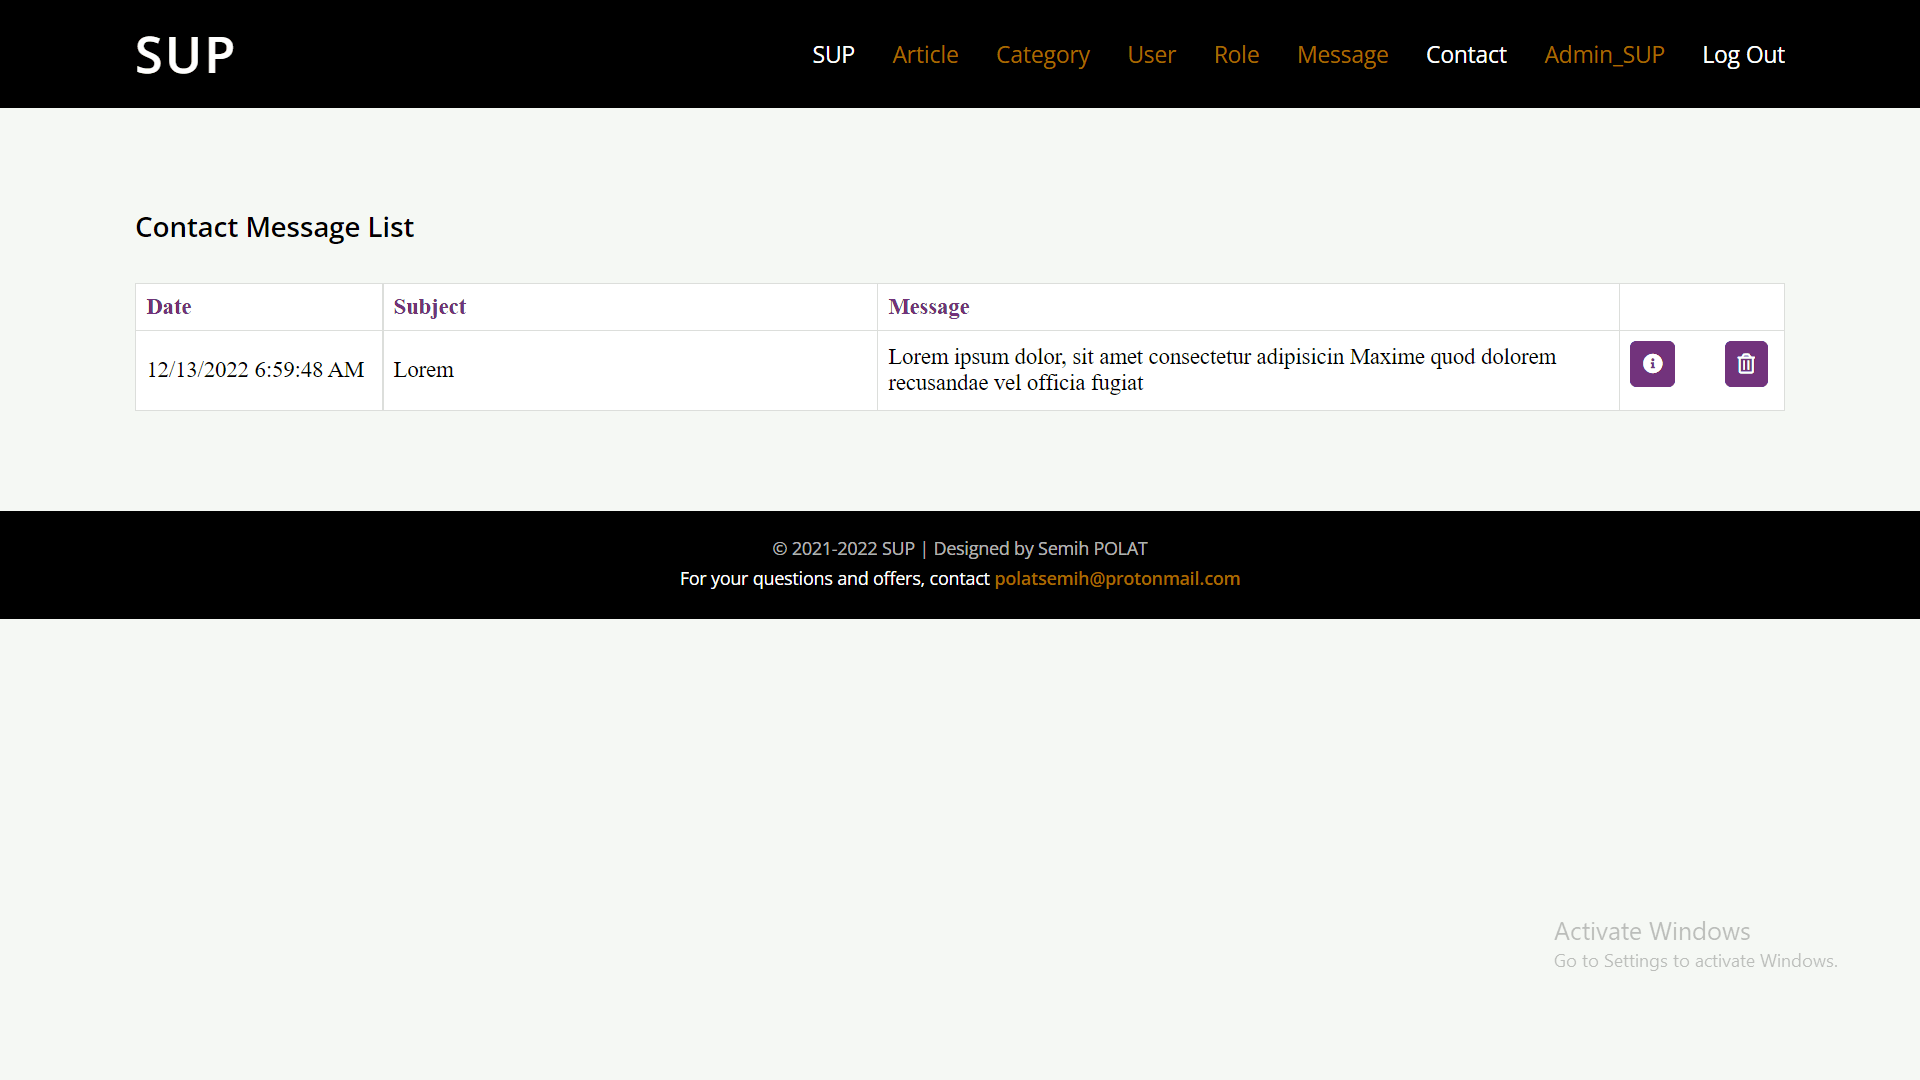 SUP
SUP Article Category User Role Message Contact Admin_SUP Log Out
Contact Message List
Date Subject Message
12/13/2022 6:59:48 AM Lorem Lorem ipsum dolor, sit amet consectetur adipisicin Maxime quod dolorem
recusandae vel officia fugiat
© 2021-2022 SUP | Designed by Semih POLAT
For your questions and offers, contact polatsemih@protonmail.com
Activate Windows
Go to Settings to activate Windows.